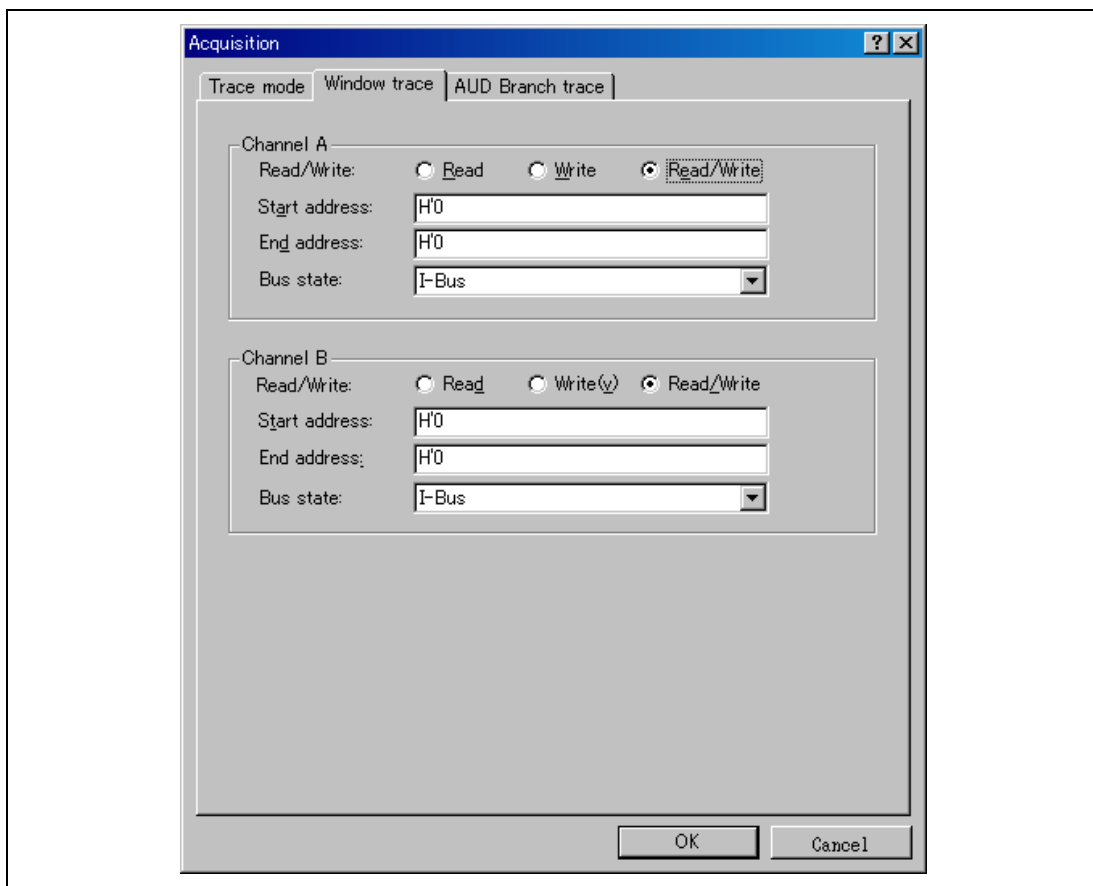 Acquisition
Trace mode Window trace AUD Branch trace
Channel A
Read/Write: Read Write Read/Write
Start address: H'0
End address: H'0
Bus state: I-Bus
Channel B
Read/Write: Read Write(v) Read/Write
Start address: H'0
End address: H'0
Bus state: I-Bus
OK Cancel